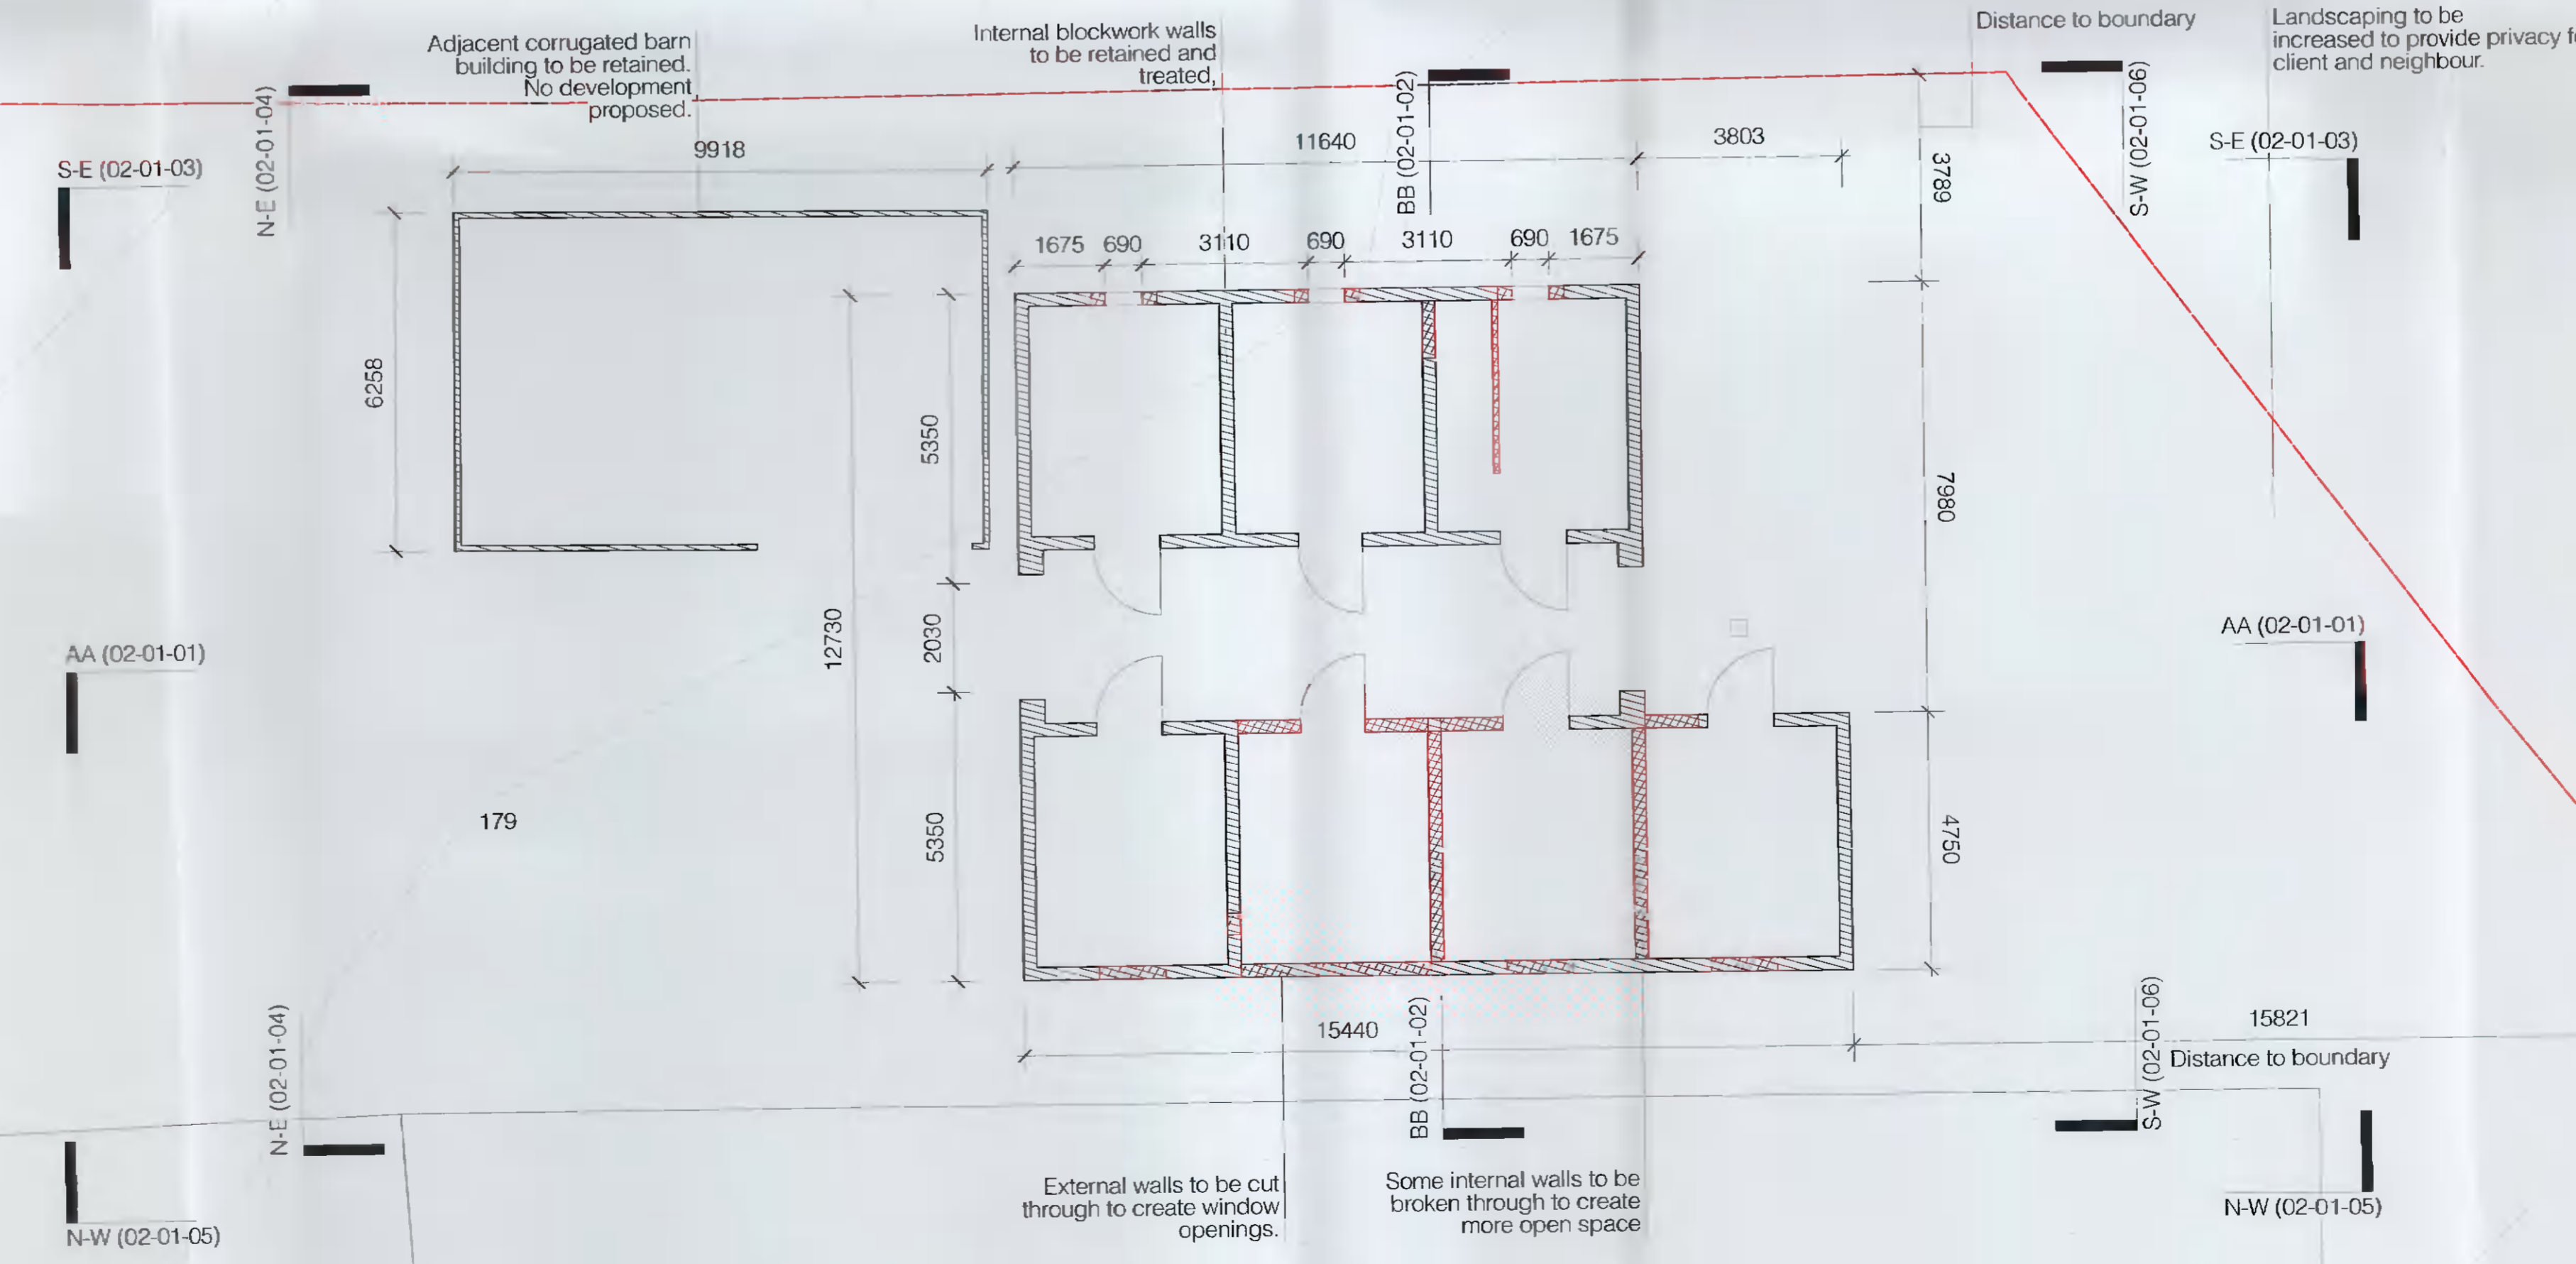 Adjacent corrugated barn
building to be retained.
No development
proposed.
Internal blockwork walls
to be retained and
treated,
Distance to boundary
Landscaping to be
increased to provide privacy
client and neighbour.
N-E (02-01-04)
BB (02-01-02)
S-W (02-01-06)
S-E (02-01-03)
S-E (02-01-03)
9918
11640
3803
3789
1675 690 3110 690 3110 690 1675
6258
5350
7980
12730
2030
AA (02-01-01)
AA (02-01-01)
179
5350
4750
15440
15821
Distance to boundary
N-E (02-01-04)
BB (02-01-02)
S-W (02-01-06)
External walls to be cut
through to create window
openings.
Some internal walls to be
broken through to create
more open space
N-W (02-01-05)
N-W (02-01-05)